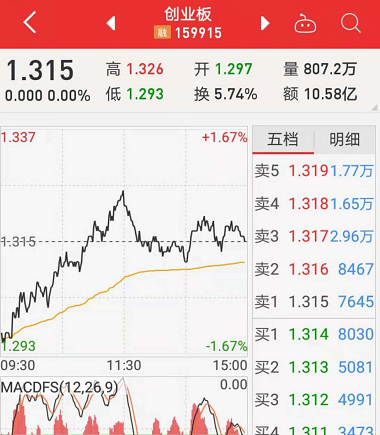 创业板
融 159915
1.315 高 1.326 开 1.297 量 807.2万
0.000 0.00% 低 1.293 换 5.74% 额 10.58亿
1.337 +1.67%
1.315
1.293 -1.67%
09:30 11:30 15:00
MACDFS(12,26,9) 0.00
五档 明细
卖5 1.319 1.77万
卖4 1.318 1.65万
卖3 1.317 2.96万
卖2 1.316 8467
卖1 1.315 7645
买1 1.314 8030
买2 1.313 5081
买3 1.312 4991
买4 1.311 3473